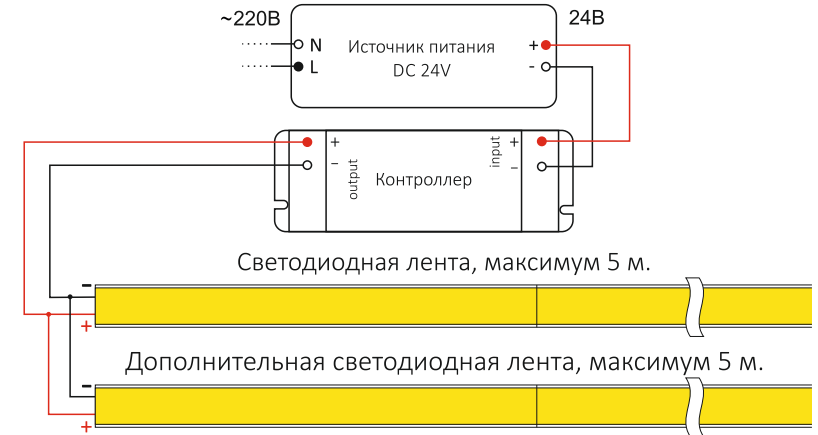 ~220В
24В
N
Источник питания
+
L
DC 24V
-
+
input
+
−
output
Контроллер
−
Светодиодная лента, максимум 5 м.
-
+
Дополнительная светодиодная лента, максимум 5 м.
-
+